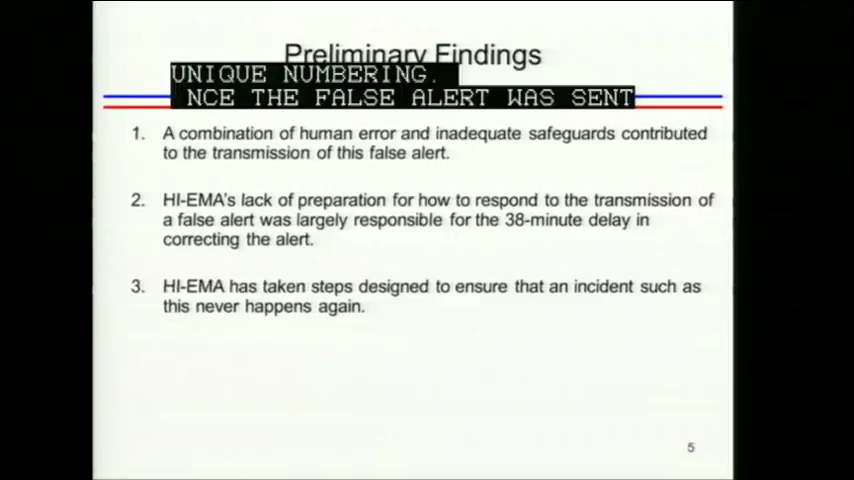 Preliminary Findings
UNIQUE NUMBERING.
NCE THE FALSE ALERT WAS SENT
1. A combination of human error and inadequate safeguards contributed
to the transmission of this false alert.
2. HI-EMA's lack of preparation for how to respond to the transmission of
a false alert was largely responsible for the 38-minute delay in
correcting the alert.
3. HI-EMA has taken steps designed to ensure that an incident such as
this never happens again.
5